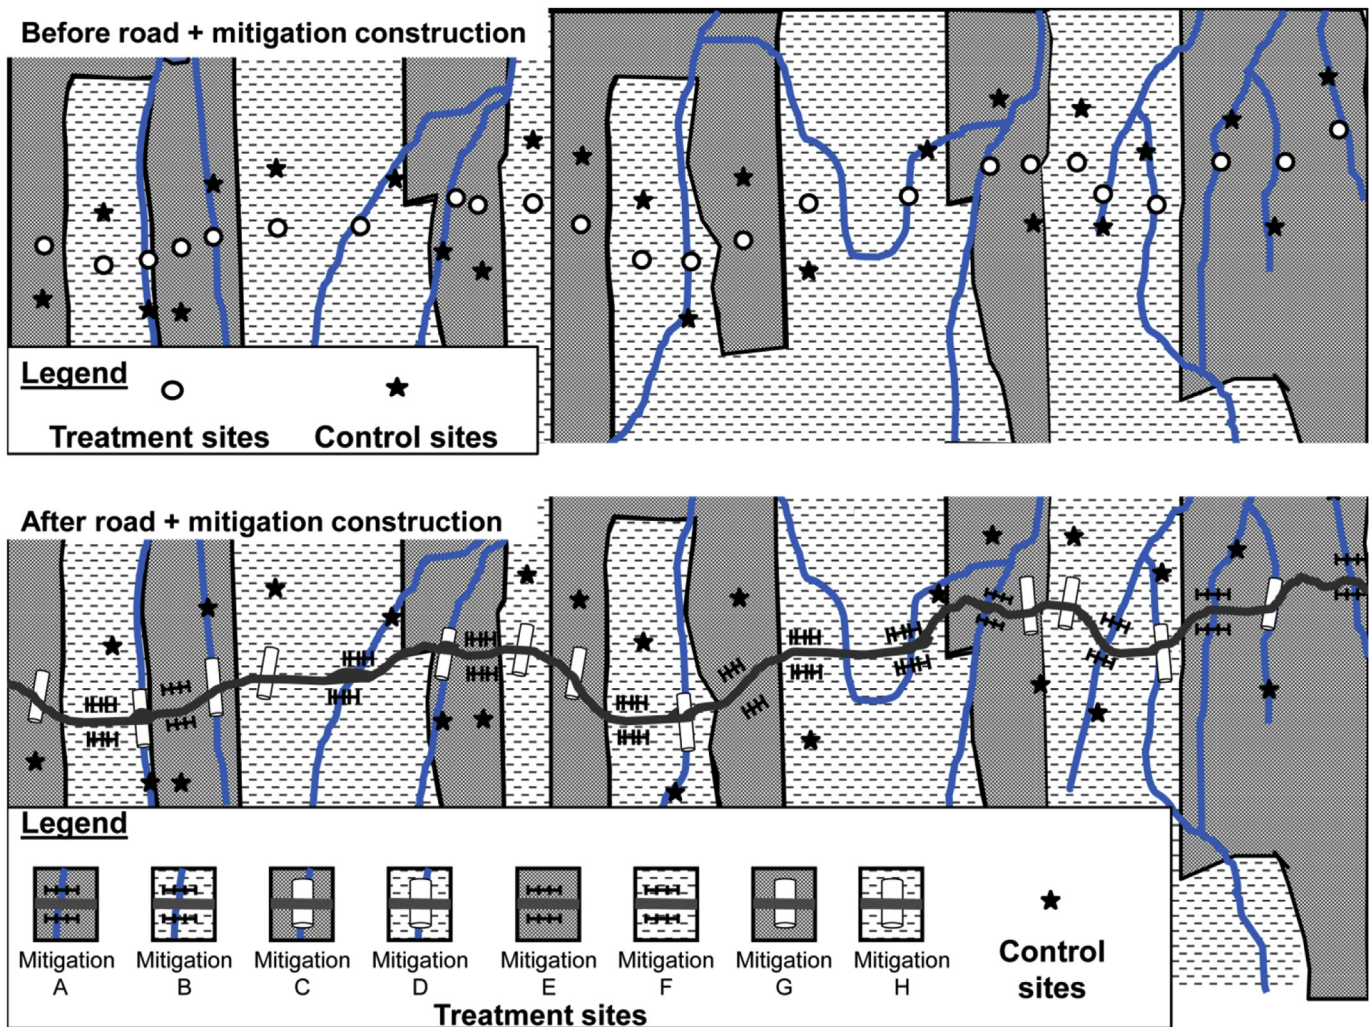 Before road + mitigation construction
Legend
Treatment sites
Control sites
After road + mitigation construction
Legend
Mitigation A
Mitigation B
Mitigation C
Mitigation D
Mitigation E
Mitigation F
Mitigation G
Mitigation H
Control
sites
Treatment sites